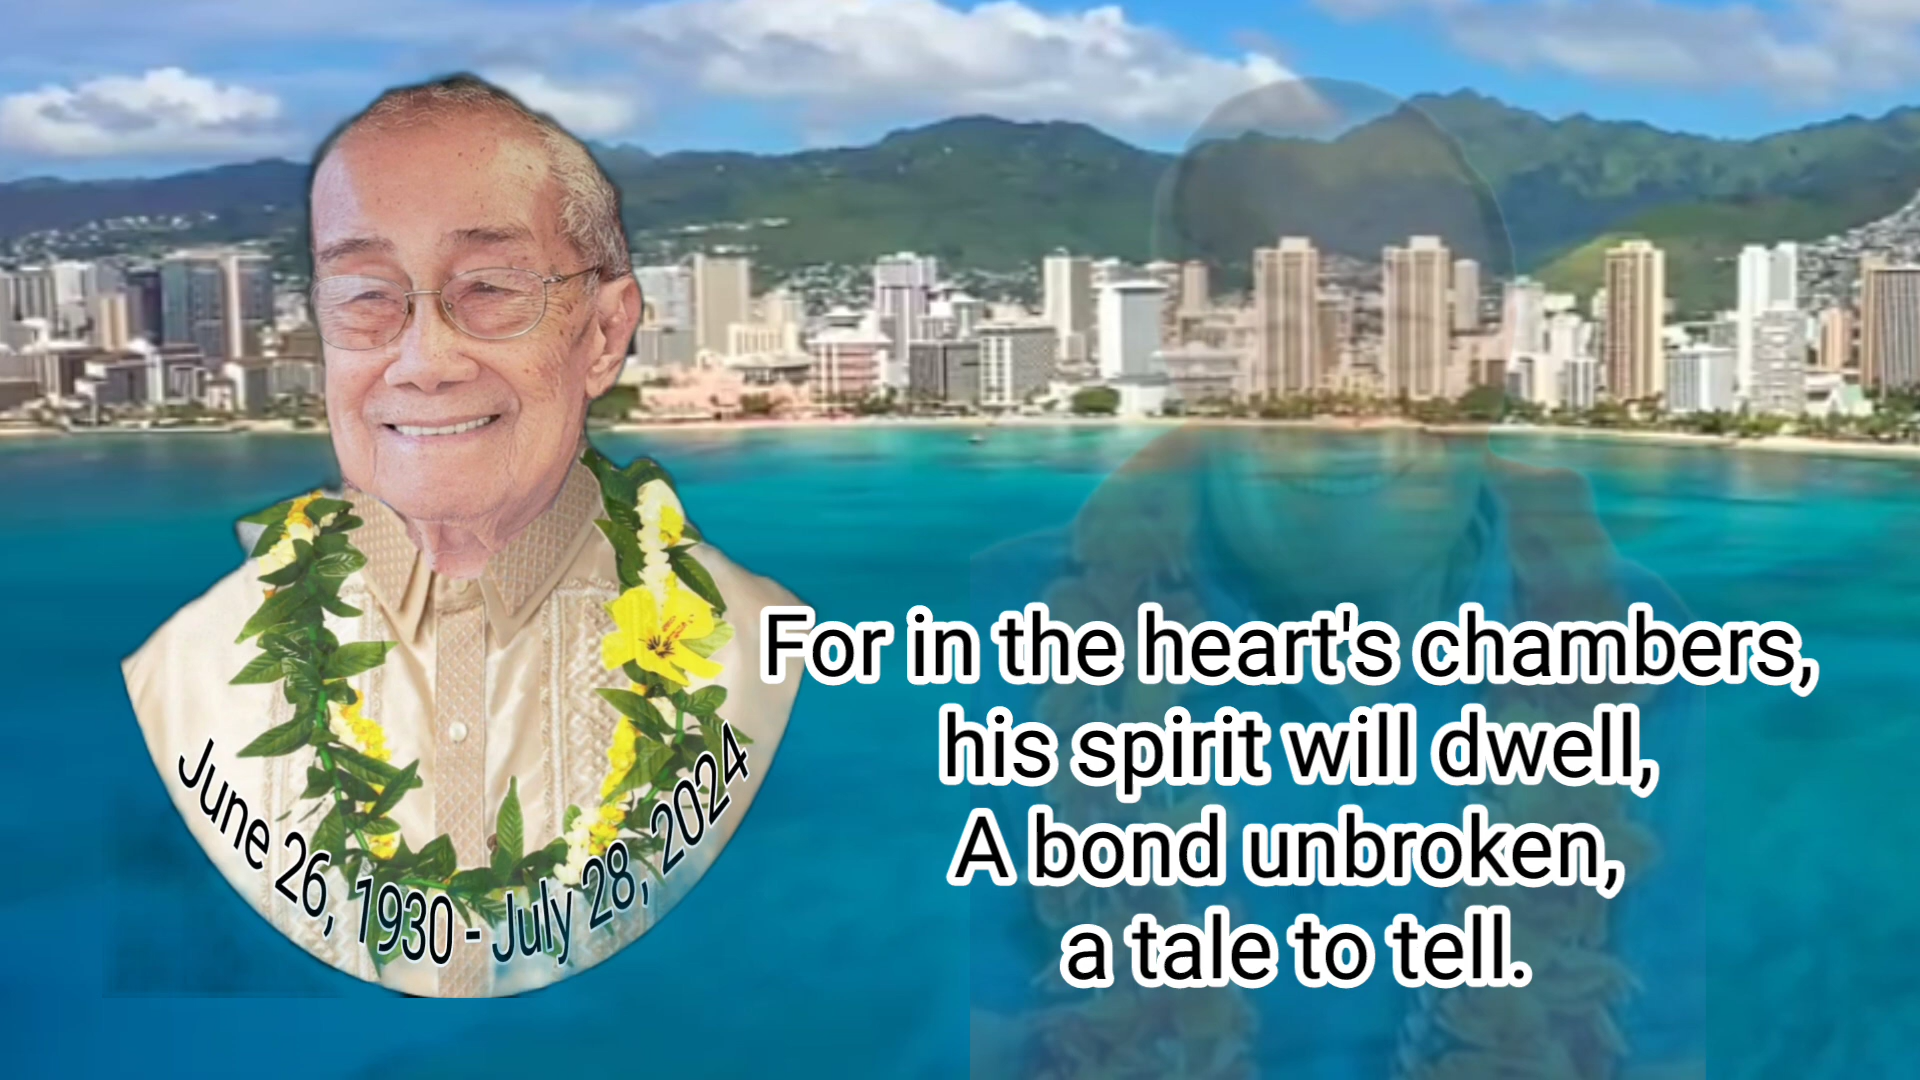 June 26, 1930 - July 28, 2024
For in the heart's chambers,
his spirit will dwell,
A bond unbroken,
a tale to tell.